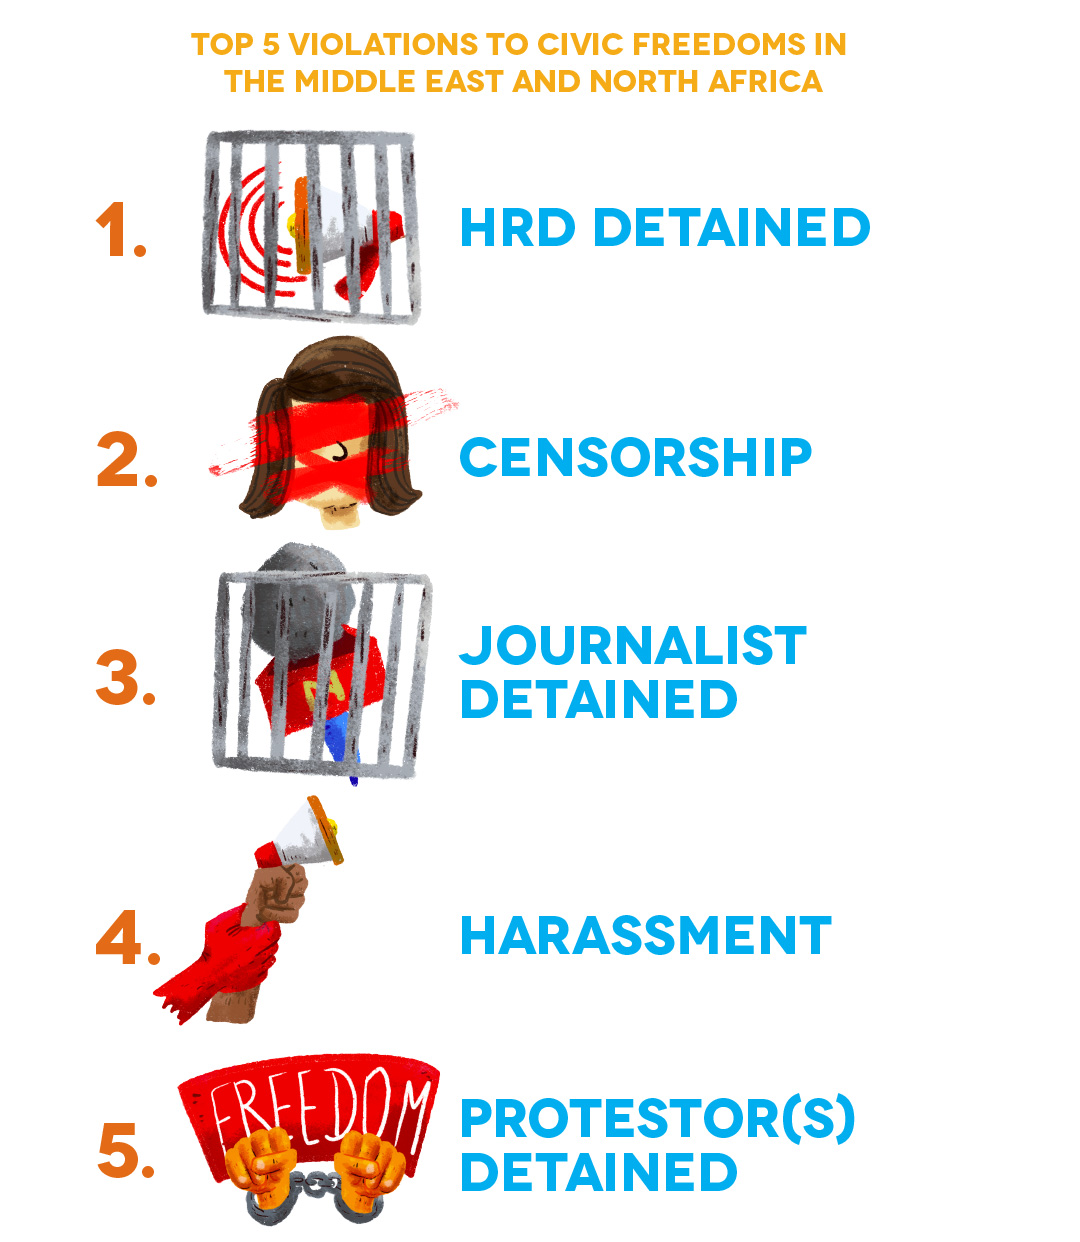 TOP 5 VIOLATIONS TO CIVIC FREEDOMS IN
THE MIDDLE EAST AND NORTH AFRICA
1.
HRD DETAINED
2.
CENSORSHIP
3.
JOURNALIST
DETAINED
N
4.
HARASSMENT
5.
FREEDOM
PROTESTOR(S)
DETAINED